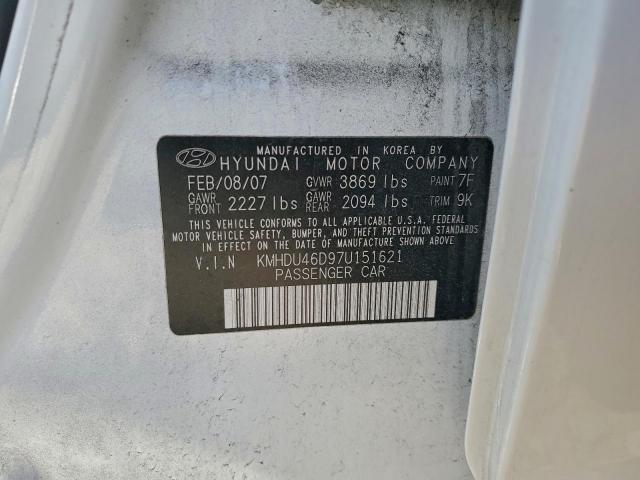 MANUFACTURED IN KOREA BY
HYUNDAI MOTOR COMPANY
FEB/08/07 GVWR 3869 lbs PAINT 7F
GAWR FRONT 2227 lbs GAWR REAR 2094 lbs TRIM 9K
THIS VEHICLE CONFORMS TO ALL APPLICABLE U.S.A. FEDERAL
MOTOR VEHICLE SAFETY, BUMPER, AND THEFT PREVENTION STANDARDS
IN EFFECT ON THE DATE OF MANUFACTURE SHOWN ABOVE
V.I.N KMHDU46D97U151621
PASSENGER CAR